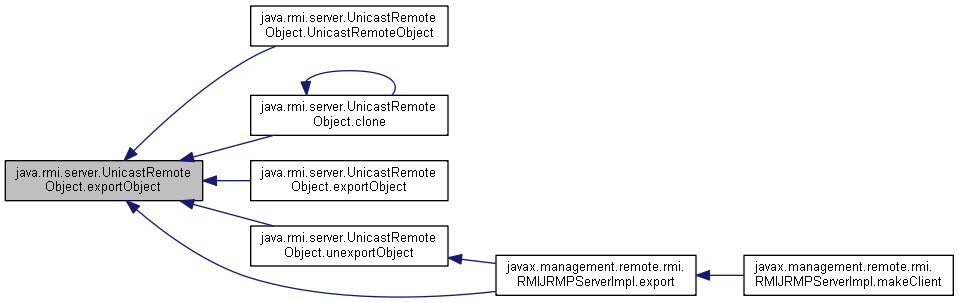 java.rmi.server.UnicastRemote
Object.UnicastRemoteObject
java.rmi.server.UnicastRemote
Object.clone
java.rmi.server.UnicastRemote
Object.exportObject
java.rmi.server.UnicastRemote
Object.exportObject
java.rmi.server.UnicastRemote
Object.unexportObject
javax.management.remote.rmi.
RMIJRMPServerImpl.export
javax.management.remote.rmi.
RMIJRMPServerImpl.makeClient